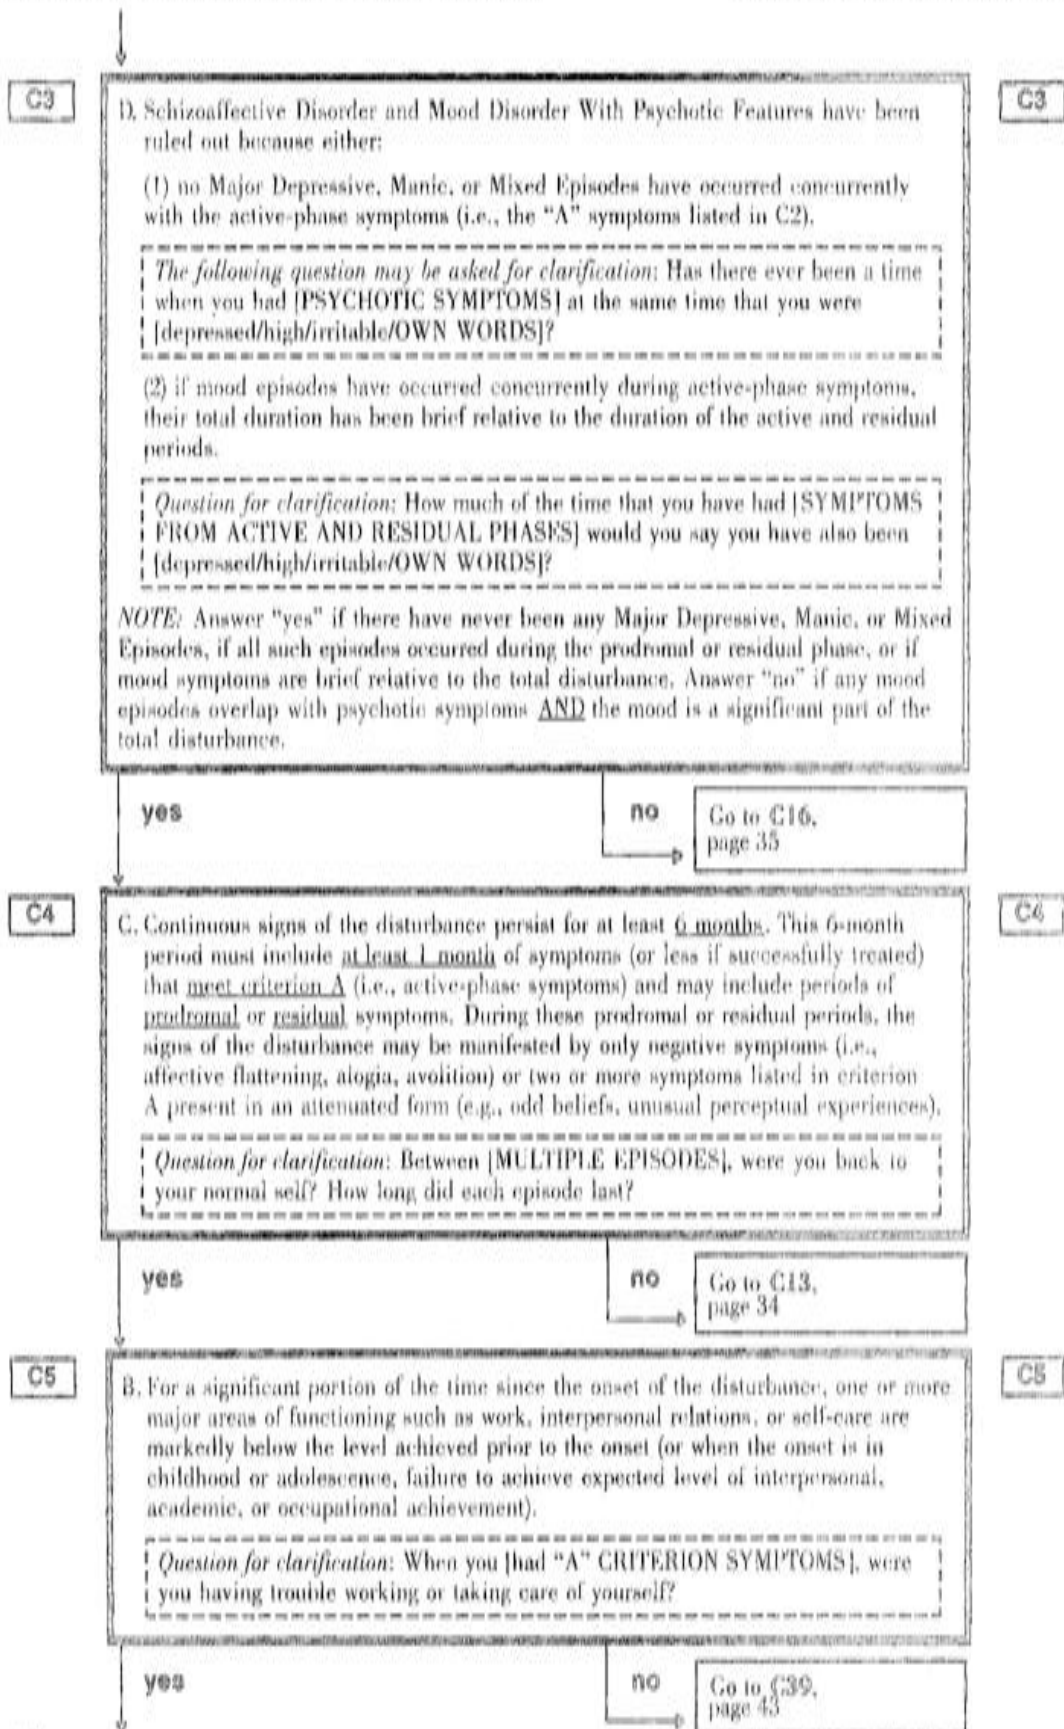 C3
C3
D. Schizoaffective Disorder and Mood Disorder With Psychotic Features have been
ruled out because either:
(1) no Major Depressive, Manic, or Mixed Episodes have occurred concurrently
with the active-phase symptoms (i.e., the “A” symptoms listed in C2).
The following question may be asked for clarification: Has there ever been a time
when you had [PSYCHOTIC SYMPTOMS] at the same time that you were
[depressed/high/irritable/OWN WORDS]?
(2) if mood episodes have occurred concurrently during active-phase symptoms,
their total duration has been brief relative to the duration of the active and residual
periods.
Question for clarification: How much of the time that you have had [SYMPTOMS
FROM ACTIVE AND RESIDUAL PHASES] would you say you have also been
[depressed/high/irritable/OWN WORDS]?
NOTE: Answer “yes” if there have never been any Major Depressive, Manic, or Mixed
Episodes, if all such episodes occurred during the prodromal or residual phase, or if
mood symptoms are brief relative to the total disturbance. Answer “no” if any mood
episodes overlap with psychotic symptoms AND the mood is a significant part of the
total disturbance.
yes
no
Go to C16,
page 35
C4
C4
C. Continuous signs of the disturbance persist for at least 6 months. This 6-month
period must include at least 1 month of symptoms (or less if successfully treated)
that meet criterion A (i.e., active-phase symptoms) and may include periods of
prodromal or residual symptoms. During these prodromal or residual periods, the
signs of the disturbance may be manifested by only negative symptoms (i.e.,
affective flattening, alogia, avolition) or two or more symptoms listed in criterion
A present in an attenuated form (e.g., odd beliefs, unusual perceptual experiences).
Question for clarification: Between [MULTIPLE EPISODES], were you back to
your normal self? How long did each episode last?
yes
no
Go to C13,
page 34
C5
C5
B. For a significant portion of the time since the onset of the disturbance, one or more
major areas of functioning such as work, interpersonal relations, or self-care are
markedly below the level achieved prior to the onset (or when the onset is in
childhood or adolescence, failure to achieve expected level of interpersonal,
academic, or occupational achievement).
Question for clarification: When you [had “A” CRITERION SYMPTOMS], were
you having trouble working or taking care of yourself?
yes
no
Go to C39,
page 43